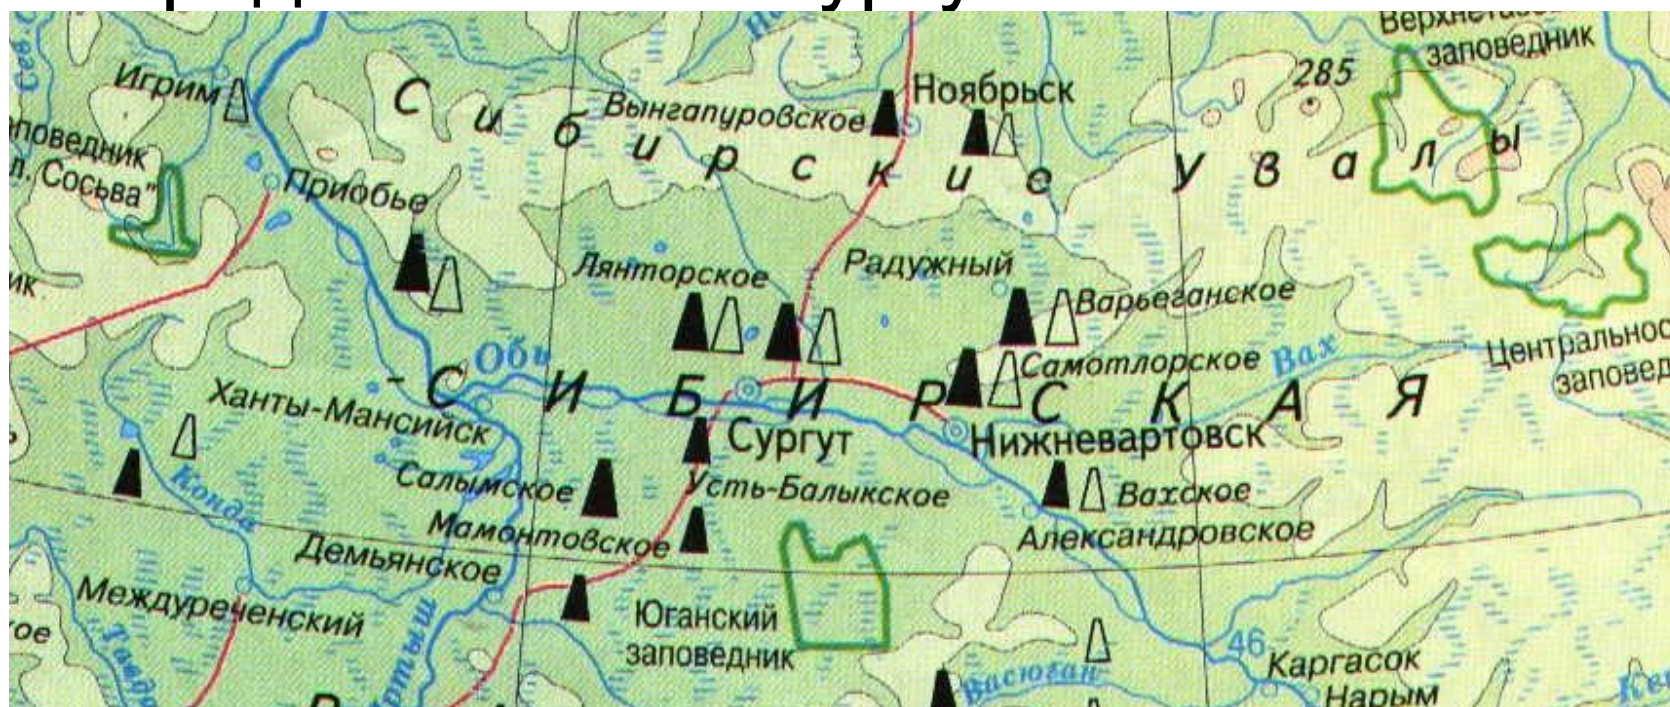 Верхнетазовский
заповедник
285
Игрим
Сибирские увалы
Вынгапуровское
Ноябрьск
заповедник
л. Сосьва"
Приобье
Лянторское
Радужный
Варьеганское
Самотлорское
Вах
Обь
- СИБИРСКАЯ
Ханты-Мансийск
Сургут
Нижневартовск
Конда
Салымское
Усть-Балыкское
Вахское
Мамонтовское
Александровское
Демьянское
Междуреченский
Юганский
заповедник
Тавда
Иртыш
46
Каргасок
Васюган
Нарым